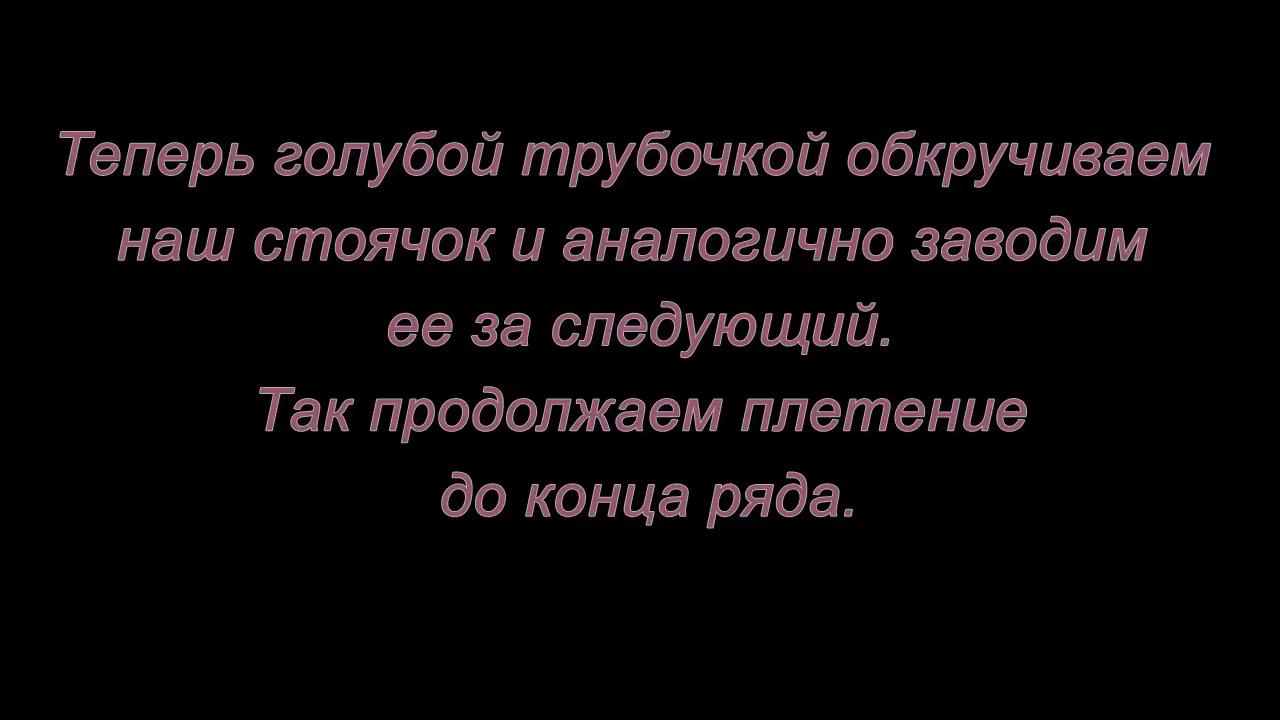 Теперь голубой трубочкой обкручиваем
наш стоячок и аналогично заводим
ее за следующий.
Так продолжаем плетение
до конца ряда.